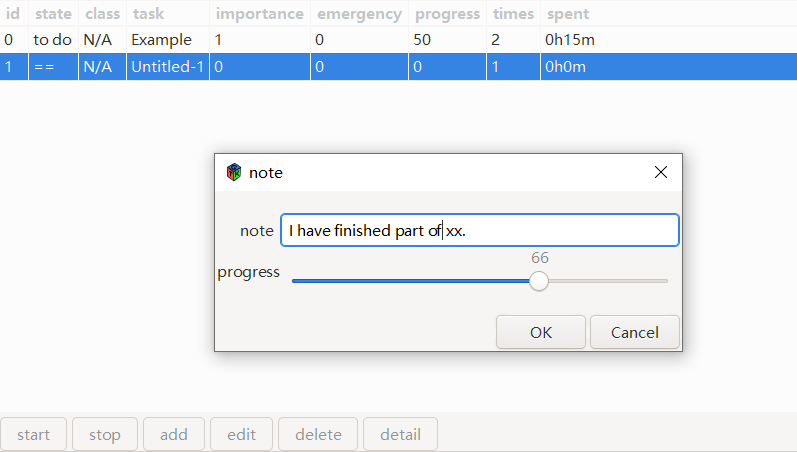 id state class task importance emergency progress times spent
0 to do N/A Example 1 0 50 2 0h15m
1 == N/A Untitled-1 0 0 0 1 0h0m
note
note I have finished part of xx.
66
progress
OK Cancel
start stop add edit delete detail